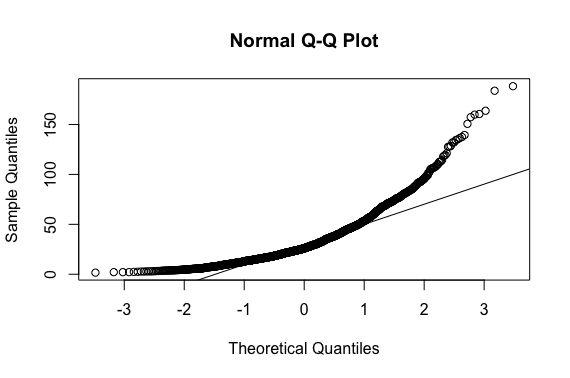 Normal Q-Q Plot
Sample Quantiles
150
100
50
0
-3 -2 -1 0 1 2 3
Theoretical Quantiles